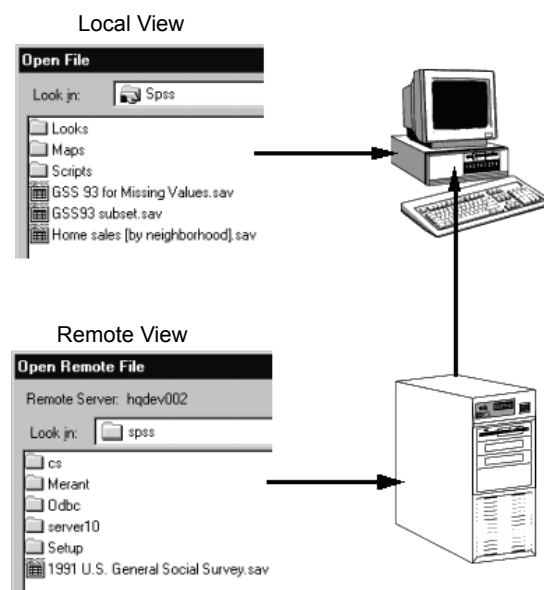 Local View
Open File
Look in: Spss
Looks
Maps
Scripts
GSS 93 for Missing Values.sav
GSS93 subset.sav
Home sales [by neighborhood].sav
Remote View
Open Remote File
Remote Server: hqdev002
Look in: spss
cs
Merant
Odbc
server10
Setup
1991 U.S. General Social Survey.sav